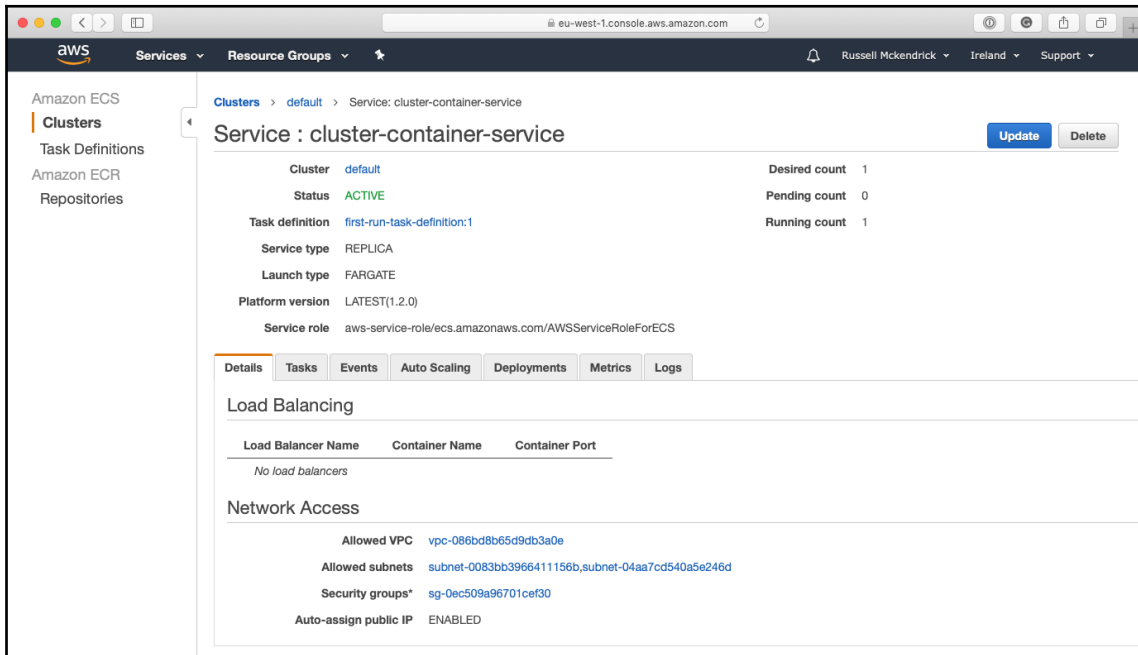 eu-west-1.console.aws.amazon.com
aws Services Resource Groups Russell Mckendrick Ireland Support
Amazon ECS
Clusters
Task Definitions
Amazon ECR
Repositories
Clusters > default > Service: cluster-container-service
Service : cluster-container-service
Update Delete
Cluster default Desired count 1
Status ACTIVE Pending count 0
Task definition first-run-task-definition:1 Running count 1
Service type REPLICA
Launch type FARGATE
Platform version LATEST(1.2.0)
Service role aws-service-role/ecs.amazonaws.com/AWSServiceRoleForECS
Details Tasks Events Auto Scaling Deployments Metrics Logs
Load Balancing
Load Balancer Name Container Name Container Port
No load balancers
Network Access
Allowed VPC vpc-086bd8b65d9db3a0e
Allowed subnets subnet-0083bb3966411156b,subnet-04aa7cd540a5e246d
Security groups* sg-0ec509a96701cef30
Auto-assign public IP ENABLED